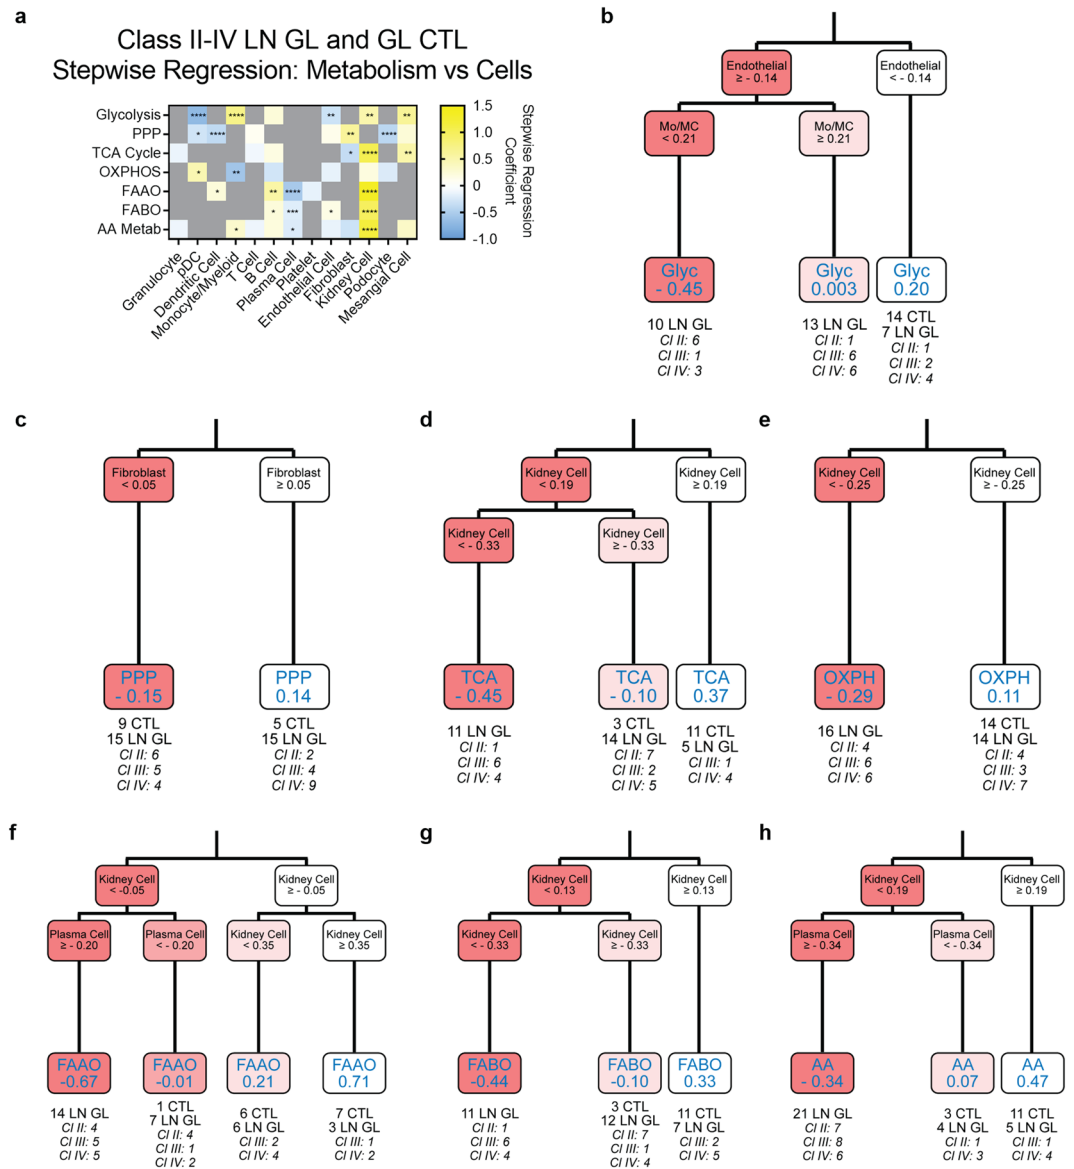 a
Class II-IV LN GL and GL CTL
Stepwise Regression: Metabolism vs Cells
Glycolysis
PPP
TCA Cycle
OXPHOS
FAAO
FABO
AA Metab
**** **** ** ** **
* **** ** ****
* **** **
* **
* ** **** ****
* *** * ****
* * ****
Granulocyte
pDC
Dendritic Cell
Monocyte/Myeloid
T Cell
B Cell
Plasma Cell
Platelet
Endothelial Cell
Fibroblast
Kidney Cell
Podocyte
Mesangial Cell
1.5
1.0
0.5
0
-0.5
-1.0
Stepwise Regression
Coefficient
b
Endothelial
≥ - 0.14
Endothelial
< - 0.14
Mo/MC
< 0.21
Mo/MC
≥ 0.21
Glyc
- 0.45
Glyc
0.003
Glyc
0.20
10 LN GL
Cl II: 6
Cl III: 1
Cl IV: 3
13 LN GL
Cl II: 1
Cl III: 6
Cl IV: 6
14 CTL
7 LN GL
Cl II: 1
Cl III: 2
Cl IV: 4
c
Fibroblast
< 0.05
Fibroblast
≥ 0.05
PPP
- 0.15
PPP
0.14
9 CTL
15 LN GL
Cl II: 6
Cl III: 5
Cl IV: 4
5 CTL
15 LN GL
Cl II: 2
Cl III: 4
Cl IV: 9
d
Kidney Cell
< 0.19
Kidney Cell
≥ 0.19
Kidney Cell
< - 0.33
Kidney Cell
≥ - 0.33
TCA
- 0.45
TCA
- 0.10
TCA
0.37
11 LN GL
Cl II: 1
Cl III: 6
Cl IV: 4
3 CTL
14 LN GL
Cl II: 7
Cl III: 2
Cl IV: 5
11 CTL
5 LN GL
Cl III: 1
Cl IV: 4
e
Kidney Cell
< - 0.25
Kidney Cell
≥ - 0.25
OXPH
- 0.29
OXPH
0.11
16 LN GL
Cl II: 4
Cl III: 6
Cl IV: 6
14 CTL
14 LN GL
Cl II: 4
Cl III: 3
Cl IV: 7
f
Kidney Cell
< -0.05
Kidney Cell
≥ - 0.05
Plasma Cell
≥ - 0.20
Plasma Cell
< - 0.20
Kidney Cell
< 0.35
Kidney Cell
≥ 0.35
FAAO
-0.67
FAAO
-0.01
FAAO
0.21
FAAO
0.71
14 LN GL
Cl II: 4
Cl III: 5
Cl IV: 5
1 CTL
7 LN GL
Cl II: 4
Cl III: 1
Cl IV: 2
6 CTL
6 LN GL
Cl III: 2
Cl IV: 4
7 CTL
3 LN GL
Cl III: 1
Cl IV: 2
g
Kidney Cell
< 0.13
Kidney Cell
≥ 0.13
Kidney Cell
< - 0.33
Kidney Cell
≥ - 0.33
FABO
-0.44
FABO
-0.10
FABO
0.33
11 LN GL
Cl II: 1
Cl III: 6
Cl IV: 4
3 CTL
12 LN GL
Cl II: 7
Cl III: 1
Cl IV: 4
11 CTL
7 LN GL
Cl III: 2
Cl IV: 5
h
Kidney Cell
< 0.19
Kidney Cell
≥ 0.19
Plasma Cell
≥ - 0.34
Plasma Cell
< - 0.34
AA
- 0.34
AA
0.07
AA
0.47
21 LN GL
Cl II: 7
Cl III: 8
Cl IV: 6
3 CTL
4 LN GL
Cl II: 1
Cl IV: 3
11 CTL
5 LN GL
Cl III: 1
Cl IV: 4